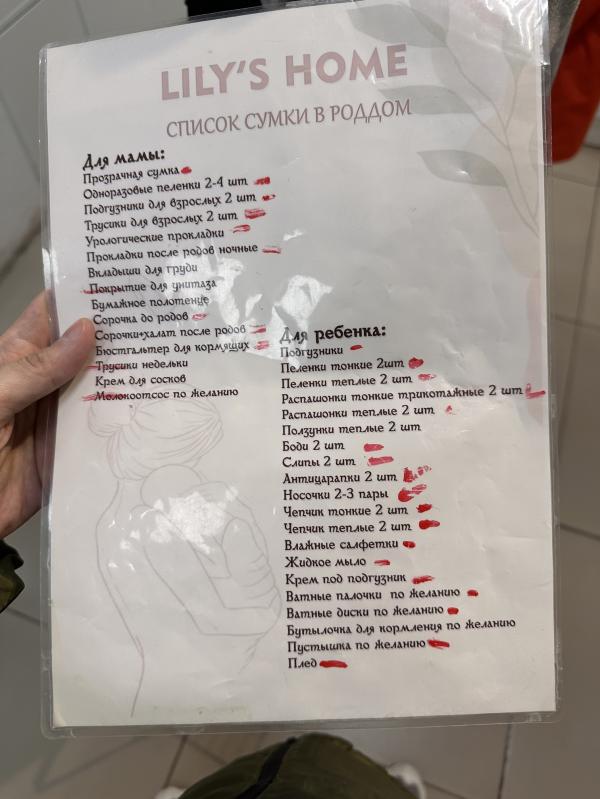 LILY'S HOME
СПИСОК СУМКИ В РОДДОМ
Для мамы:
Прозрачная сумка
Одноразовые пеленки 2-4 шт
Подгузники для взрослых 2 шт
Трусики для взрослых 2 шт
Урологические прокладки
Прокладки после родов ночные
Вкладыши для груди
Покрытие для унитаза
Бумажное полотенце
Сорочка до родов
Сорочки+халат после родов
Бюстгальтер для кормящих
Трусики недельки
Крем для сосков
Молокоотсос по желанию
Для ребенка:
Подгузники
Пеленки тонкие 2шт
Пеленки теплые 2 шт
Распашонки тонкие трикотажные 2 шт
Распашонки теплые 2 шт
Ползунки теплые 2 шт
Боди 2 шт
Слипы 2 шт
Антицарапки 2 шт
Носочки 2-3 пары
Чепчик тонкие 2 шт
Чепчик теплые 2 шт
Влажные салфетки
Жидкое мыло
Крем под подгузник
Ватные палочки по желанию
Ватные диски по желанию
Бутылочка для кормления по желанию
Пустышка по желанию
Плед